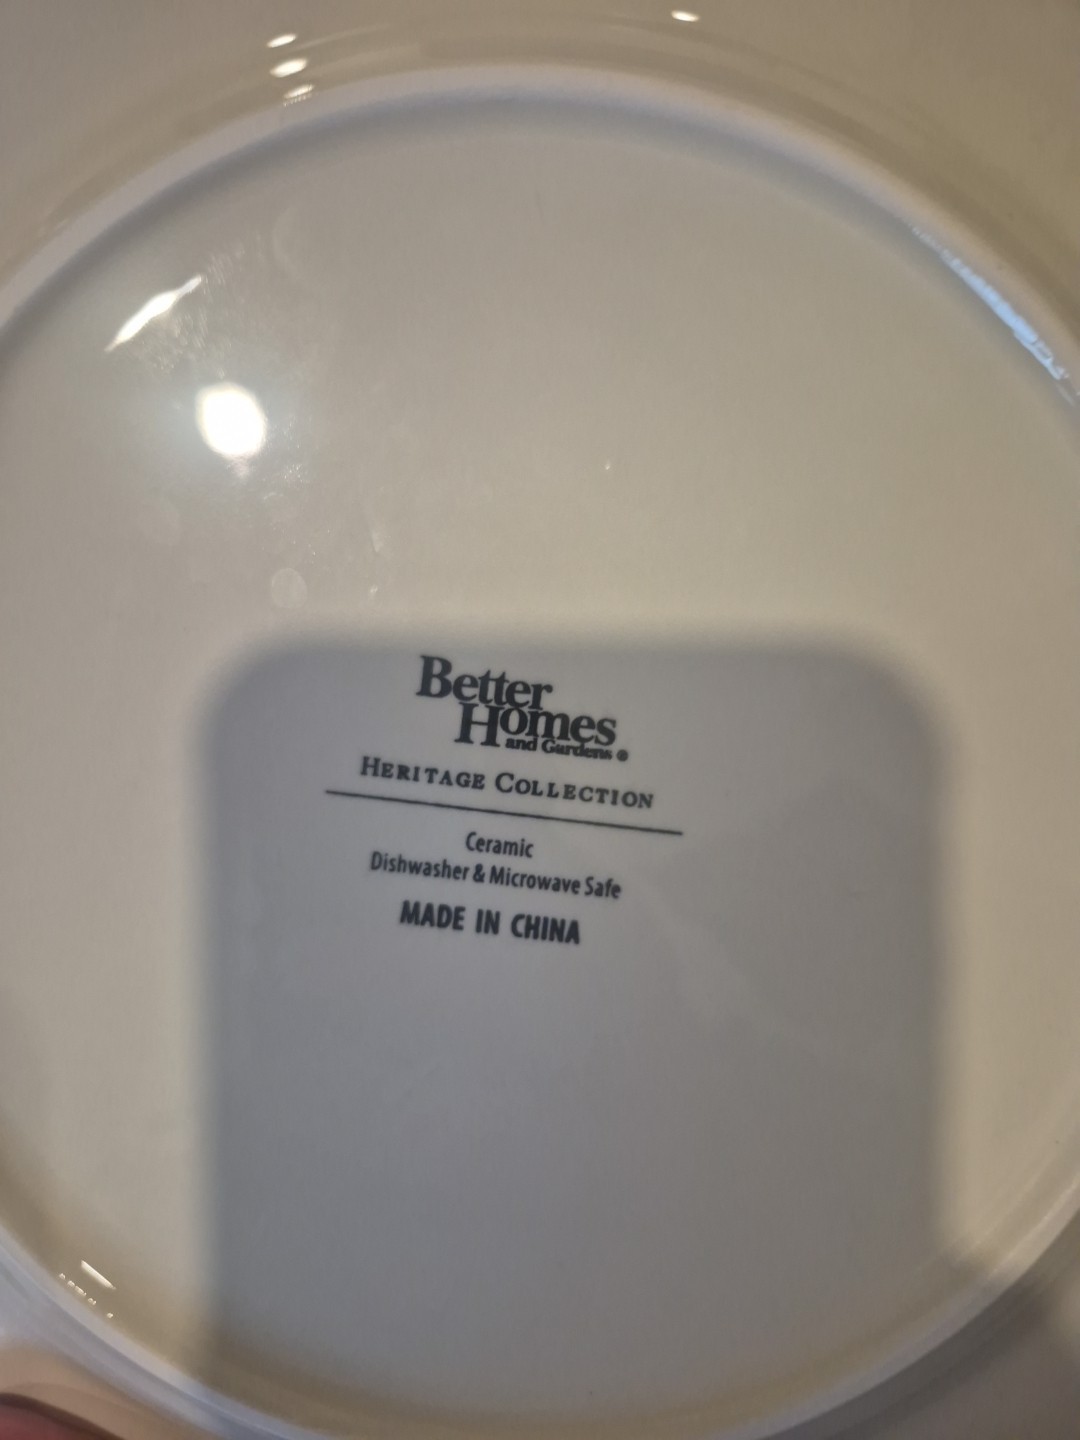 Better
Homes
and Gardens ®
HERITAGE COLLECTION
Ceramic
Dishwasher & Microwave Safe
MADE IN CHINA